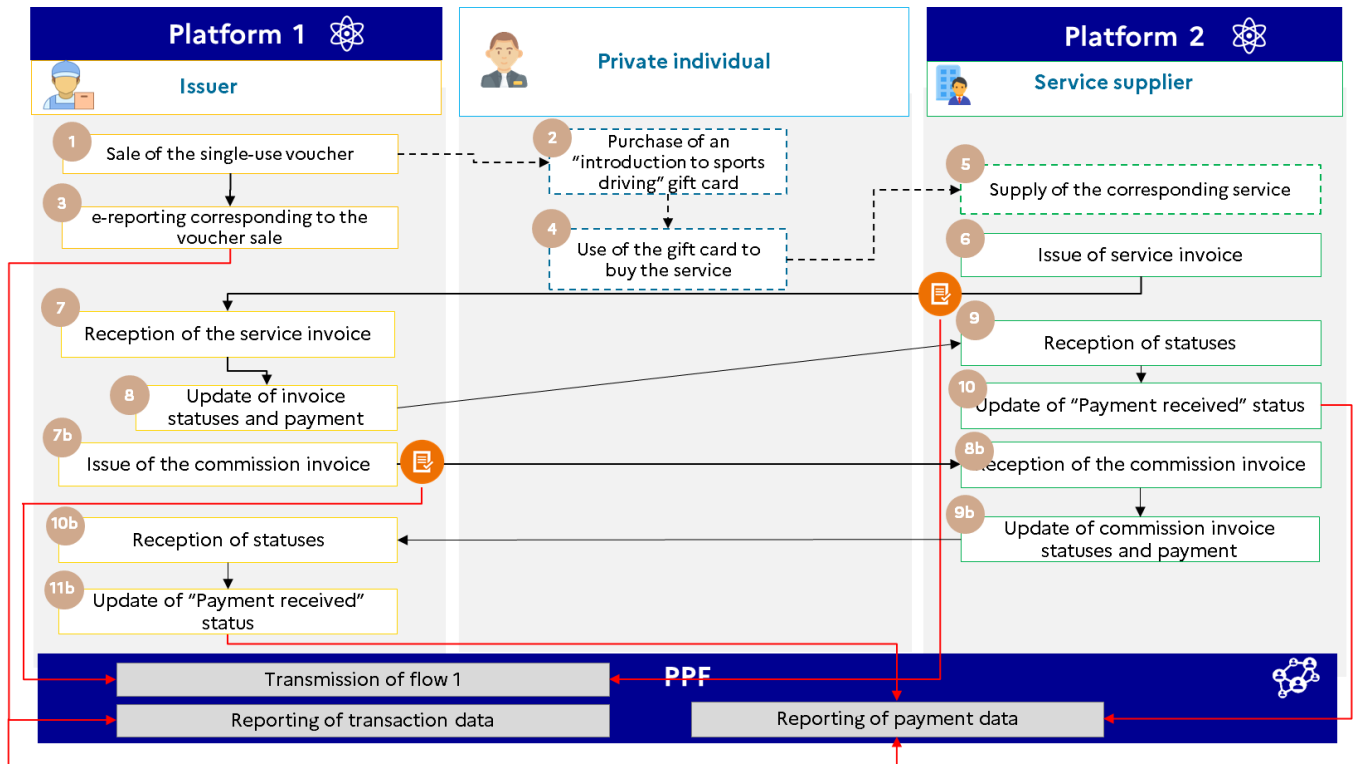 Platform 1
Issuer
Private individual
Platform 2
Service supplier
1
Sale of the single-use voucher
2
Purchase of an
“introduction to sports
driving” gift card
3
e-reporting corresponding to the
voucher sale
4
Use of the gift card to
buy the service
5
Supply of the corresponding service
6
Issue of service invoice
7
Reception of the service invoice
8
Update of invoice
statuses and payment
9
Reception of statuses
10
Update of “Payment received” status
7b
Issue of the commission invoice
8b
Reception of the commission invoice
9b
Update of commission invoice
statuses and payment
10b
Reception of statuses
11b
Update of “Payment received”
status
PPF
Transmission of flow 1
Reporting of transaction data
Reporting of payment data